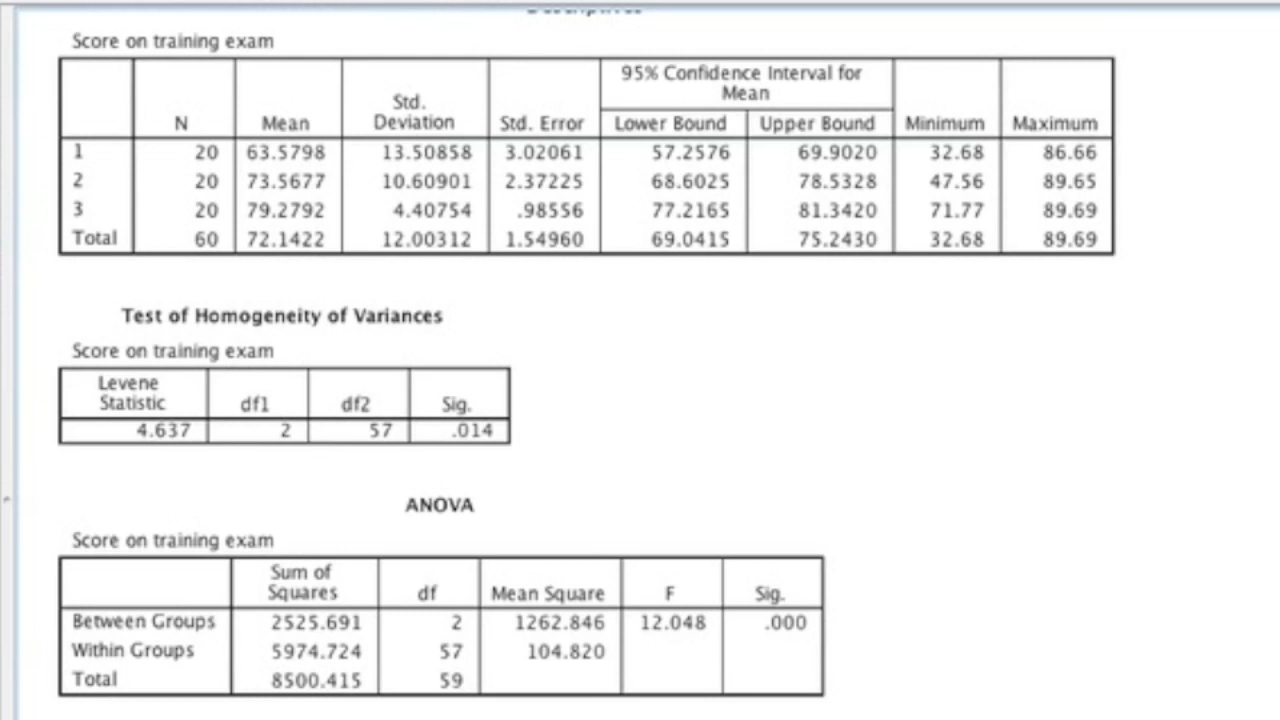 Score on training exam
95% Confidence Interval for
Mean
Std.
N Mean Deviation Std. Error Lower Bound Upper Bound Minimum Maximum
1 20 63.5798 13.50858 3.02061 57.2576 69.9020 32.68 86.66
2 20 73.5677 10.60901 2.37225 68.6025 78.5328 47.56 89.65
3 20 79.2792 4.40754 .98556 77.2165 81.3420 71.77 89.69
Total 60 72.1422 12.00312 1.54960 69.0415 75.2430 32.68 89.69
Test of Homogeneity of Variances
Score on training exam
Levene
Statistic df1 df2 Sig.
4.637 2 57 .014
ANOVA
Score on training exam
Sum of
Squares df Mean Square F Sig.
Between Groups 2525.691 2 1262.846 12.048 .000
Within Groups 5974.724 57 104.820
Total 8500.415 59